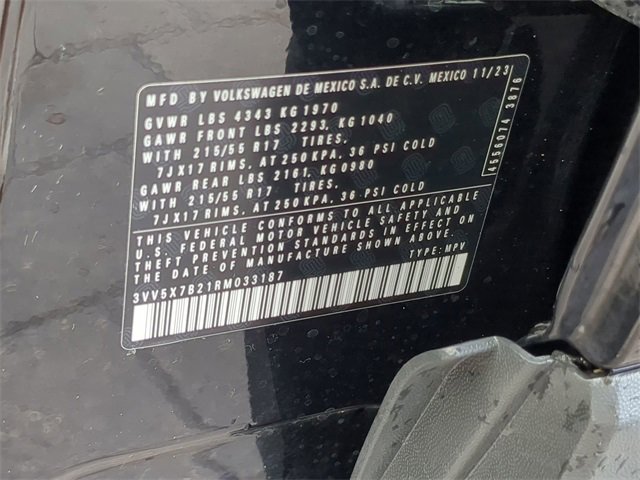 MFD BY VOLKSWAGEN DE MEXICO S.A. DE C.V. MEXICO 11/23
GVWR LBS 4343 KG1970
GAWR FRONT LBS 2293, KG1040
WITH 215/55 R17 TIRES.
7JX17 RIMS, AT 250KPA, 36 PSI COLD
GAWR REAR LBS 2161, KG0980
WITH 215/55 R17 TIRES.
7JX17 RIMS, AT 250KPA, 36 PSI COLD
THIS VEHICLE CONFORMS TO ALL APPLICABLE
U.S. FEDERAL MOTOR VEHICLE SAFETY AND
THEFT PREVENTION STANDARDS IN EFFECT ON
THE DATE OF MANUFACTURE SHOWN ABOVE.
TYPE: MPV
3VV5X7B21RM033187
4556074 3876